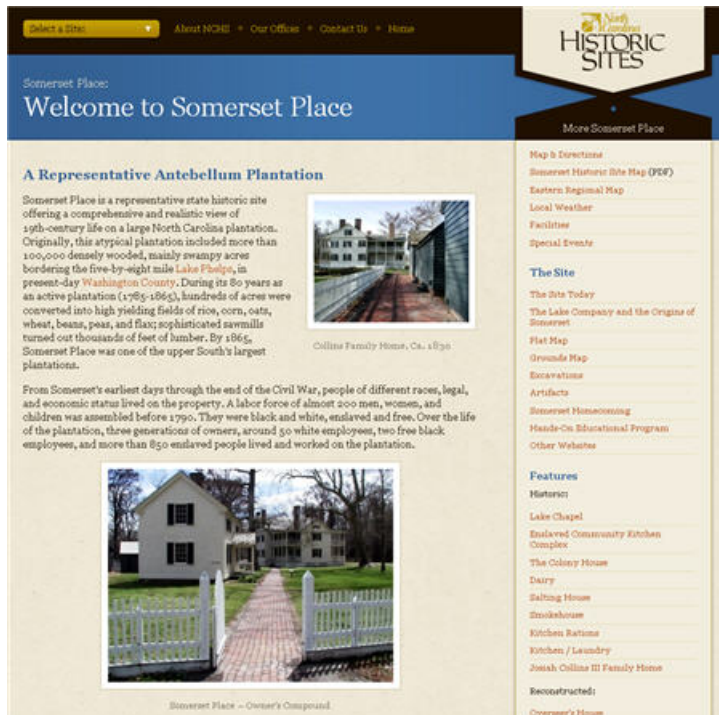 Select a Site:
About NCHS • Our Offices • Contact Us • Home
North
Carolina
HISTORIC
SITES
Somerset Place:
Welcome to Somerset Place
More Somerset Place
A Representative Antebellum Plantation
Somerset Place is a representative state historic site
offering a comprehensive and realistic view of
19th-century life on a large North Carolina plantation.
Originally, this atypical plantation included more than
100,000 densely wooded, mainly swampy acres
bordering the five-by-eight mile Lake Phelps, in
present-day Washington County. During its 80 years as
an active plantation (1785-1865), hundreds of acres were
converted into high yielding fields of rice, corn, oats,
wheat, beans, peas, and flax; sophisticated sawmills
turned out thousands of feet of lumber. By 1865,
Somerset Place was one of the upper South's largest
plantations.
Collins Family Home, Ca. 1830
From Somerset's earliest days through the end of the Civil War, people of different races, legal,
and economic status lived on the property. A labor force of almost 200 men, women, and
children was assembled before 1790. They were black and white, enslaved and free. Over the life
of the plantation, three generations of owners, around 50 white employees, two free black
employees, and more than 850 enslaved people lived and worked on the plantation.
Somerset Place – Owner's Compound
Map & Directions
Somerset Historic Site Map (PDF)
Eastern Regional Map
Local Weather
Facilities
Special Events
The Site
The Site Today
The Lake Company and the Origins of
Somerset
Plat Map
Grounds Map
Excavations
Artifacts
Somerset Homecoming
Hands-On Educational Program
Other Websites
Features
Historic:
Lake Chapel
Enslaved Community Kitchen
Complex
The Colony House
Dairy
Salting House
Smokehouse
Kitchen Rations
Kitchen / Laundry
Josiah Collins III Family Home
Reconstructed:
Overseer's House